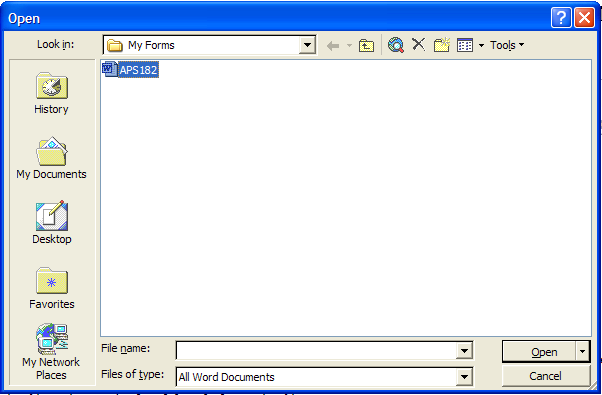 Open
Look in: My Forms Tools
APS182
History
My Documents
Desktop
Favorites
My Network
Places
File name: Open
Files of type: All Word Documents Cancel